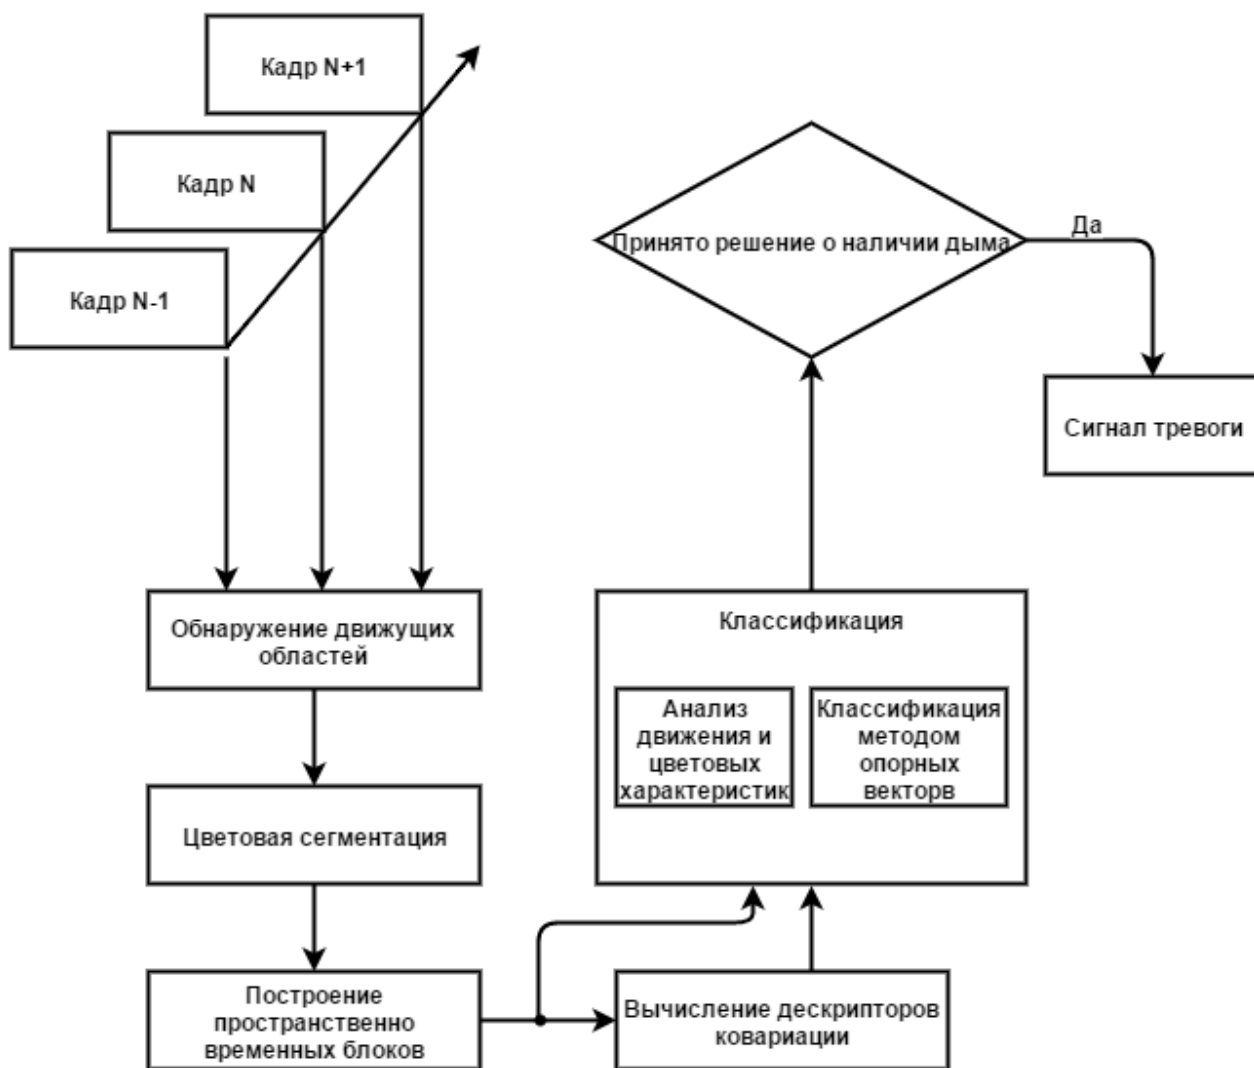 Кадр N+1
Кадр N
Кадр N-1
Обнаружение движущих
областей
Цветовая сегментация
Построение
пространственно
временных блоков
Вычисление дескрипторов
ковариации
Классификация
Анализ
движения и
цветовых
характеристик
Классификация
методом
опорных
векторв
Принято решение о наличии дыма
Да
Сигнал тревоги